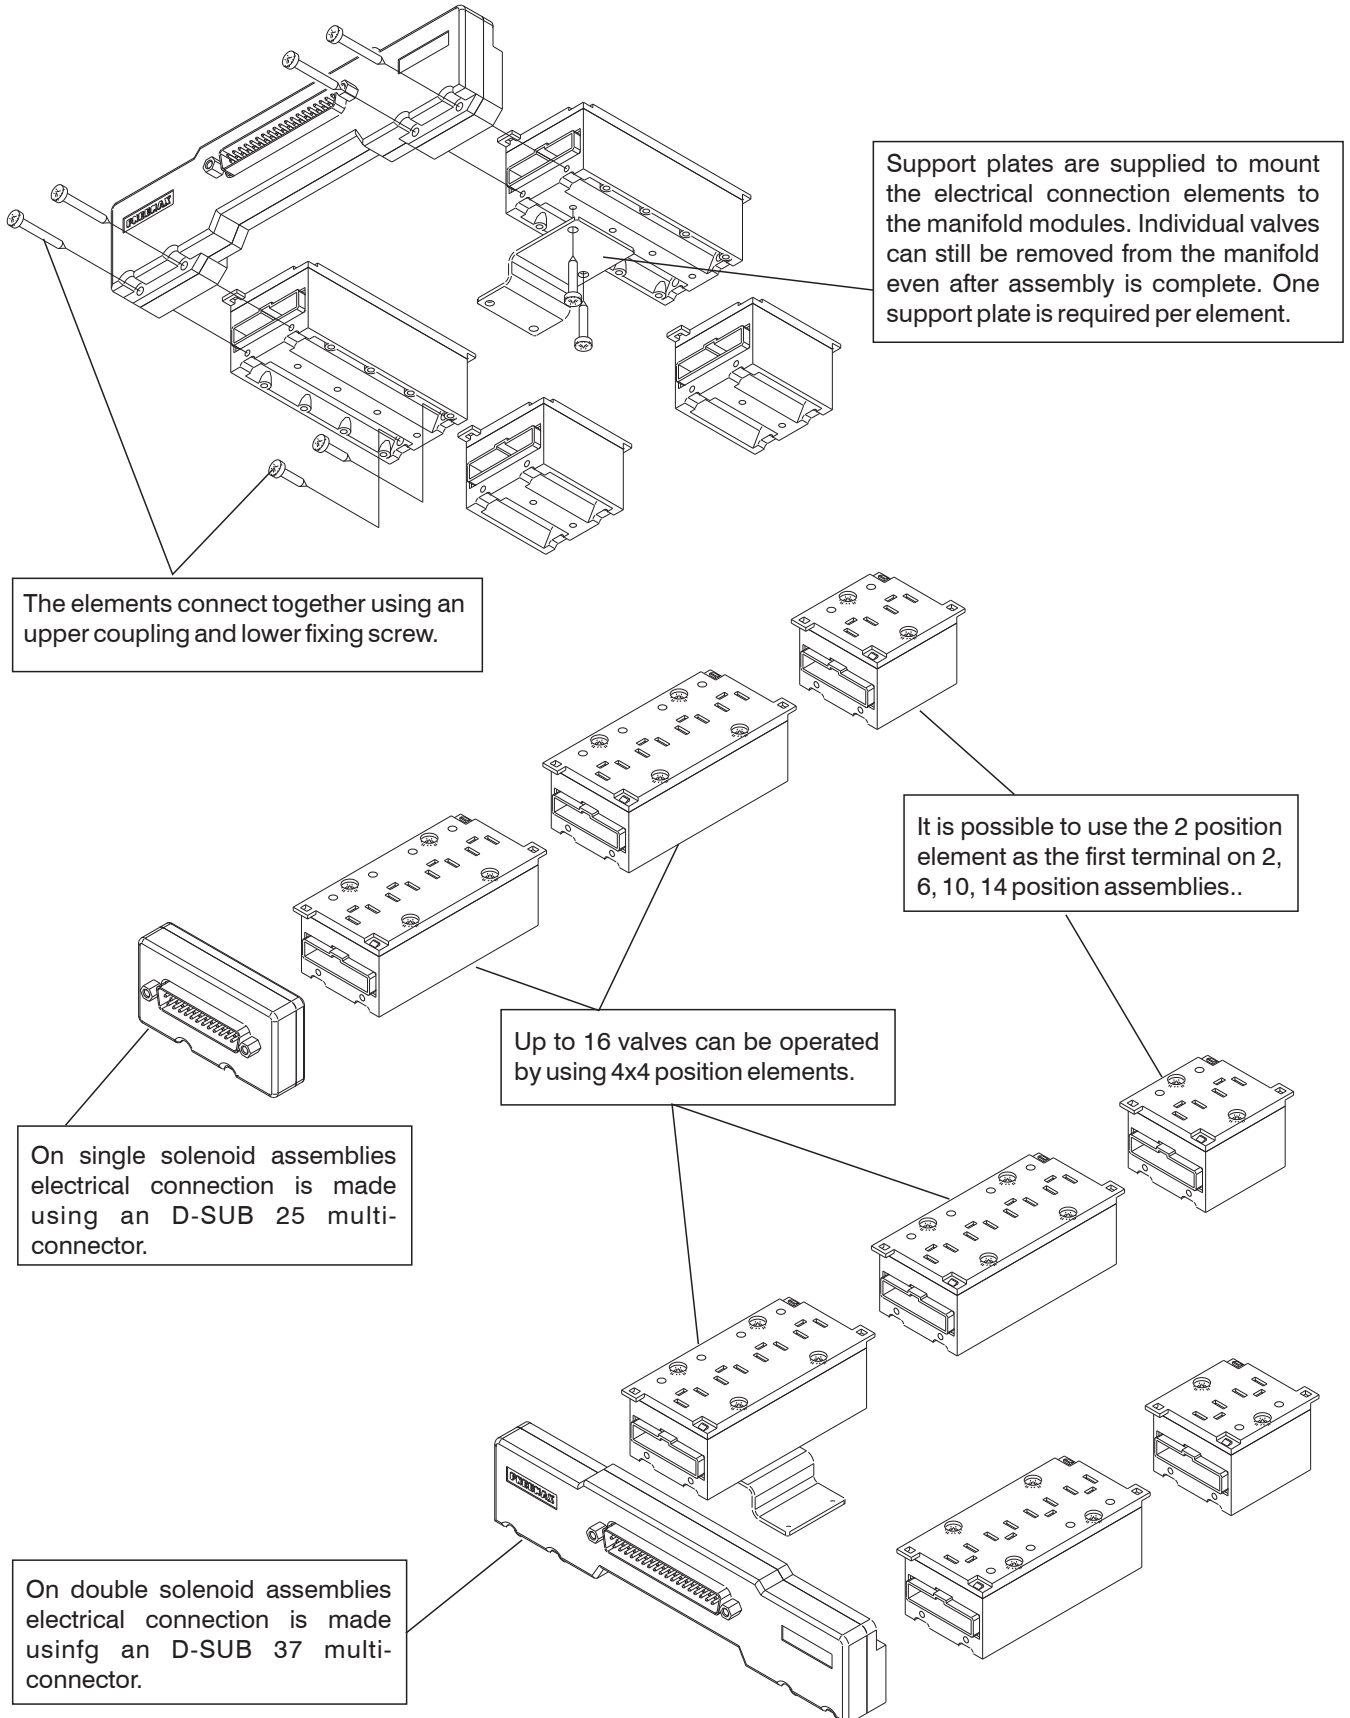 PNEUMAX
Support plates are supplied to mount
the electrical connection elements to
the manifold modules. Individual valves
can still be removed from the manifold
even after assembly is complete. One
support plate is required per element.
The elements connect together using an
upper coupling and lower fixing screw.
It is possible to use the 2 position
element as the first terminal on 2,
6, 10, 14 position assemblies..
Up to 16 valves can be operated
by using 4x4 position elements.
On single solenoid assemblies
electrical connection is made
using an D-SUB 25 multi-
connector.
PNEUMAX
On double solenoid assemblies
electrical connection is made
usinfg an D-SUB 37 multi-
connector.